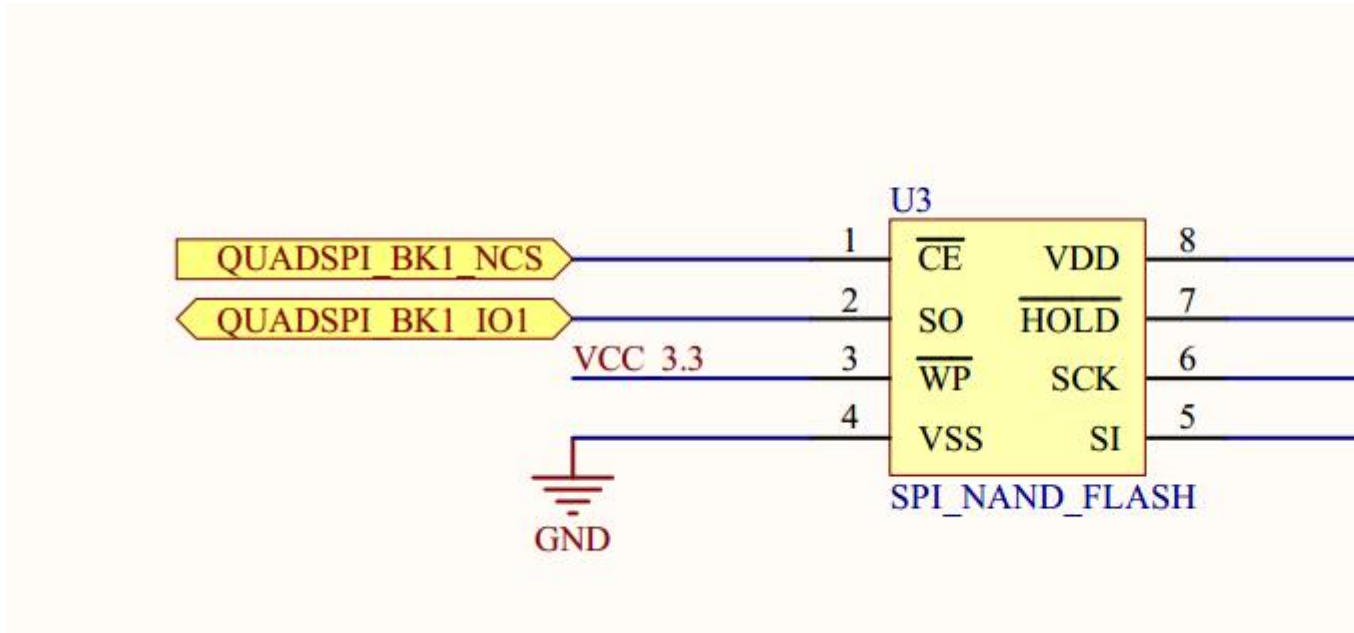 U3
QUADSPI_BK1_NCS 1 CE VDD 8
QUADSPI_BK1_IO1 2 SO HOLD 7
VCC_3.3 3 WP SCK 6
4 VSS SI 5
SPI_NAND_FLASH
GND